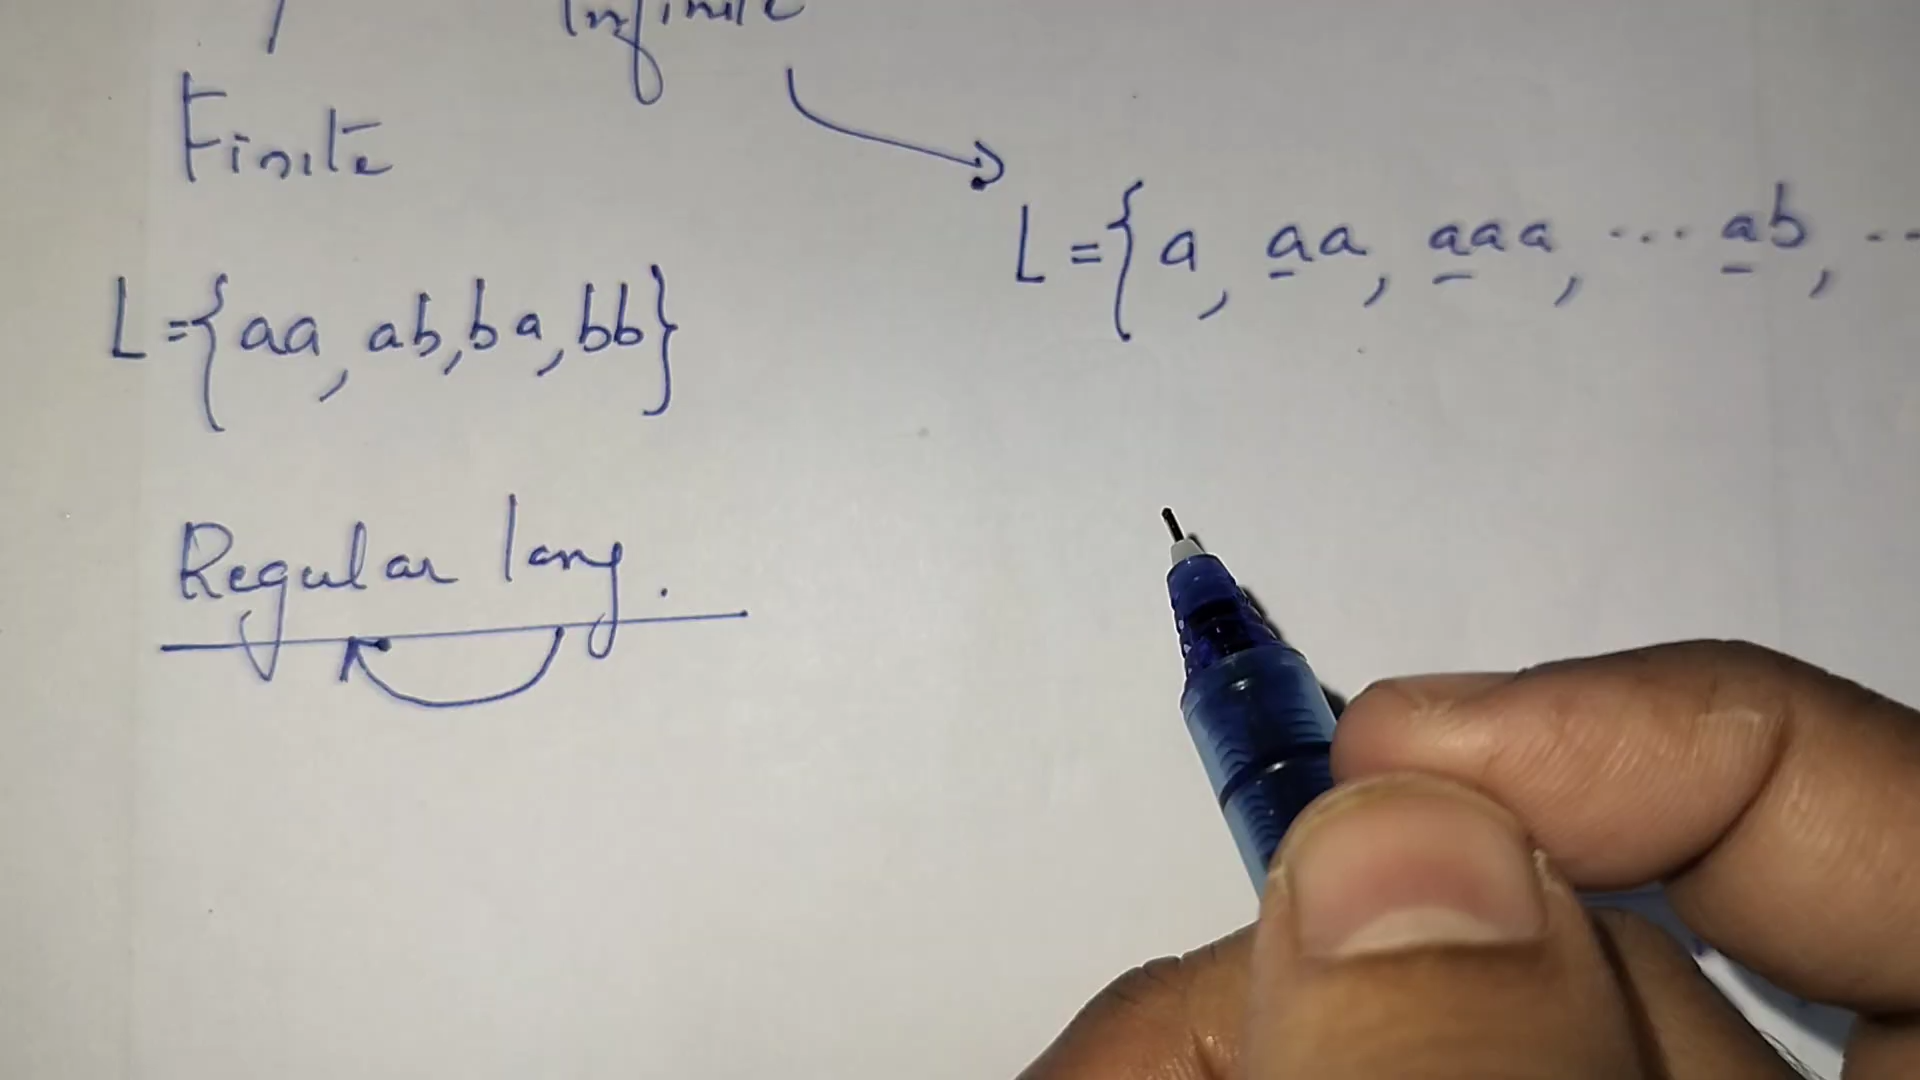 Infinite
Finite
L = { a, aa, aaa, ... ab, ..
L = { aa, ab, ba, bb }
Regular lang.